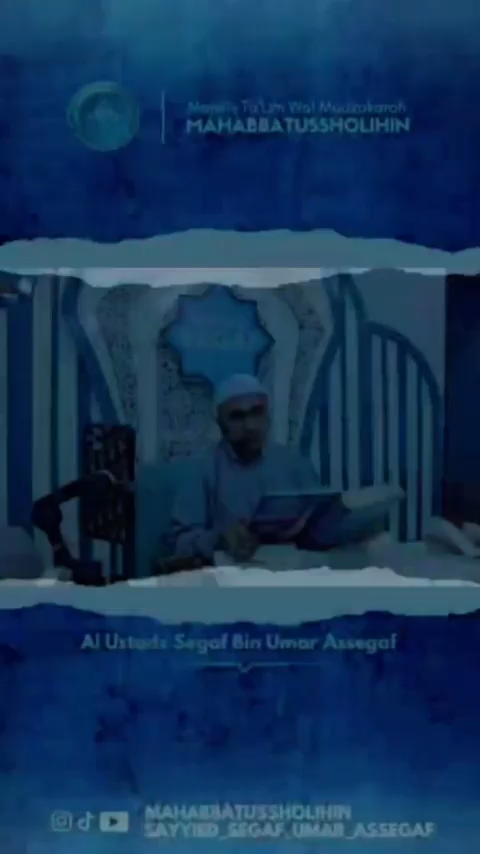 Majelis Ta'lim Wal Mudzakaroh
MAHABBATUSSHOLIHIN
Al Ustadz Segaf Bin Umar Assegaf
MAHABBATUSSHOLIHIN
SAYYIED_SEGAF_UMAR_ASSEGAF